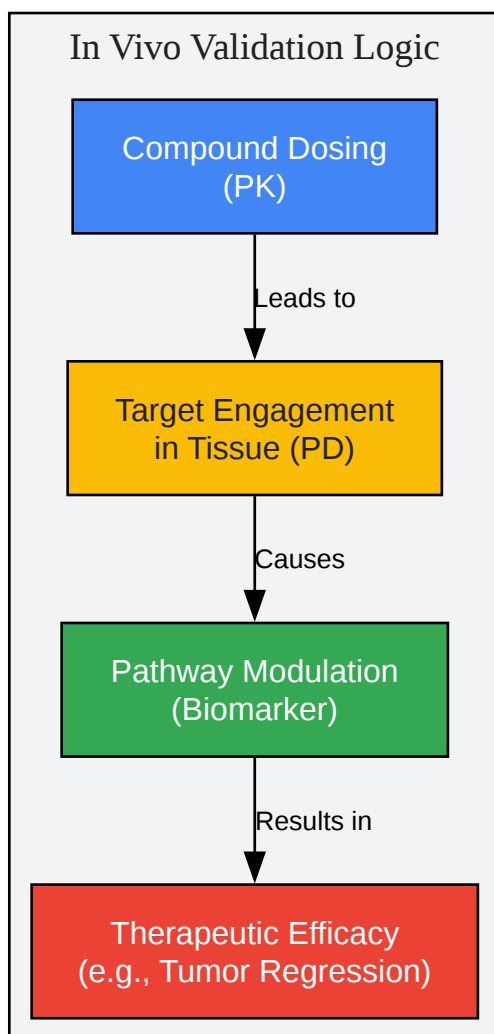 In Vivo Validation Logic
Compound Dosing
(PK)
Leads to
Target Engagement
in Tissue (PD)
Causes
Pathway Modulation
(Biomarker)
Results in
Therapeutic Efficacy
(e.g., Tumor Regression)